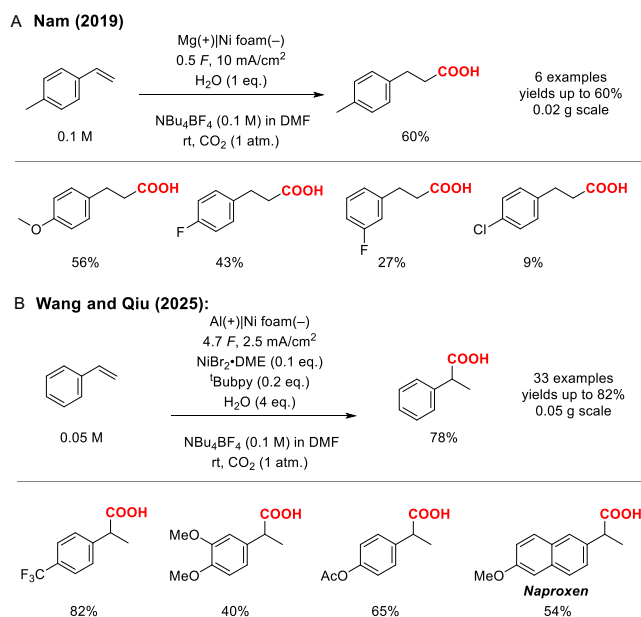 A Nam (2019)
Mg(+)|Ni foam(–)
0.5 F, 10 mA/cm²
H₂O (1 eq.)
NBu₄BF₄ (0.1 M) in DMF
rt, CO₂ (1 atm.)
0.1 M
COOH
60%
6 examples
yields up to 60%
0.02 g scale
O
COOH
56%
F
COOH
43%
F
COOH
27%
Cl
COOH
9%
B Wang and Qiu (2025):
Al(+)|Ni foam(–)
4.7 F, 2.5 mA/cm²
NiBr₂•DME (0.1 eq.)
ᵗBubpy (0.2 eq.)
H₂O (4 eq.)
NBu₄BF₄ (0.1 M) in DMF
rt, CO₂ (1 atm.)
0.05 M
COOH
78%
33 examples
yields up to 82%
0.05 g scale
COOH
F₃C
82%
COOH
MeO
MeO
40%
COOH
AcO
65%
COOH
MeO
Naproxen
54%